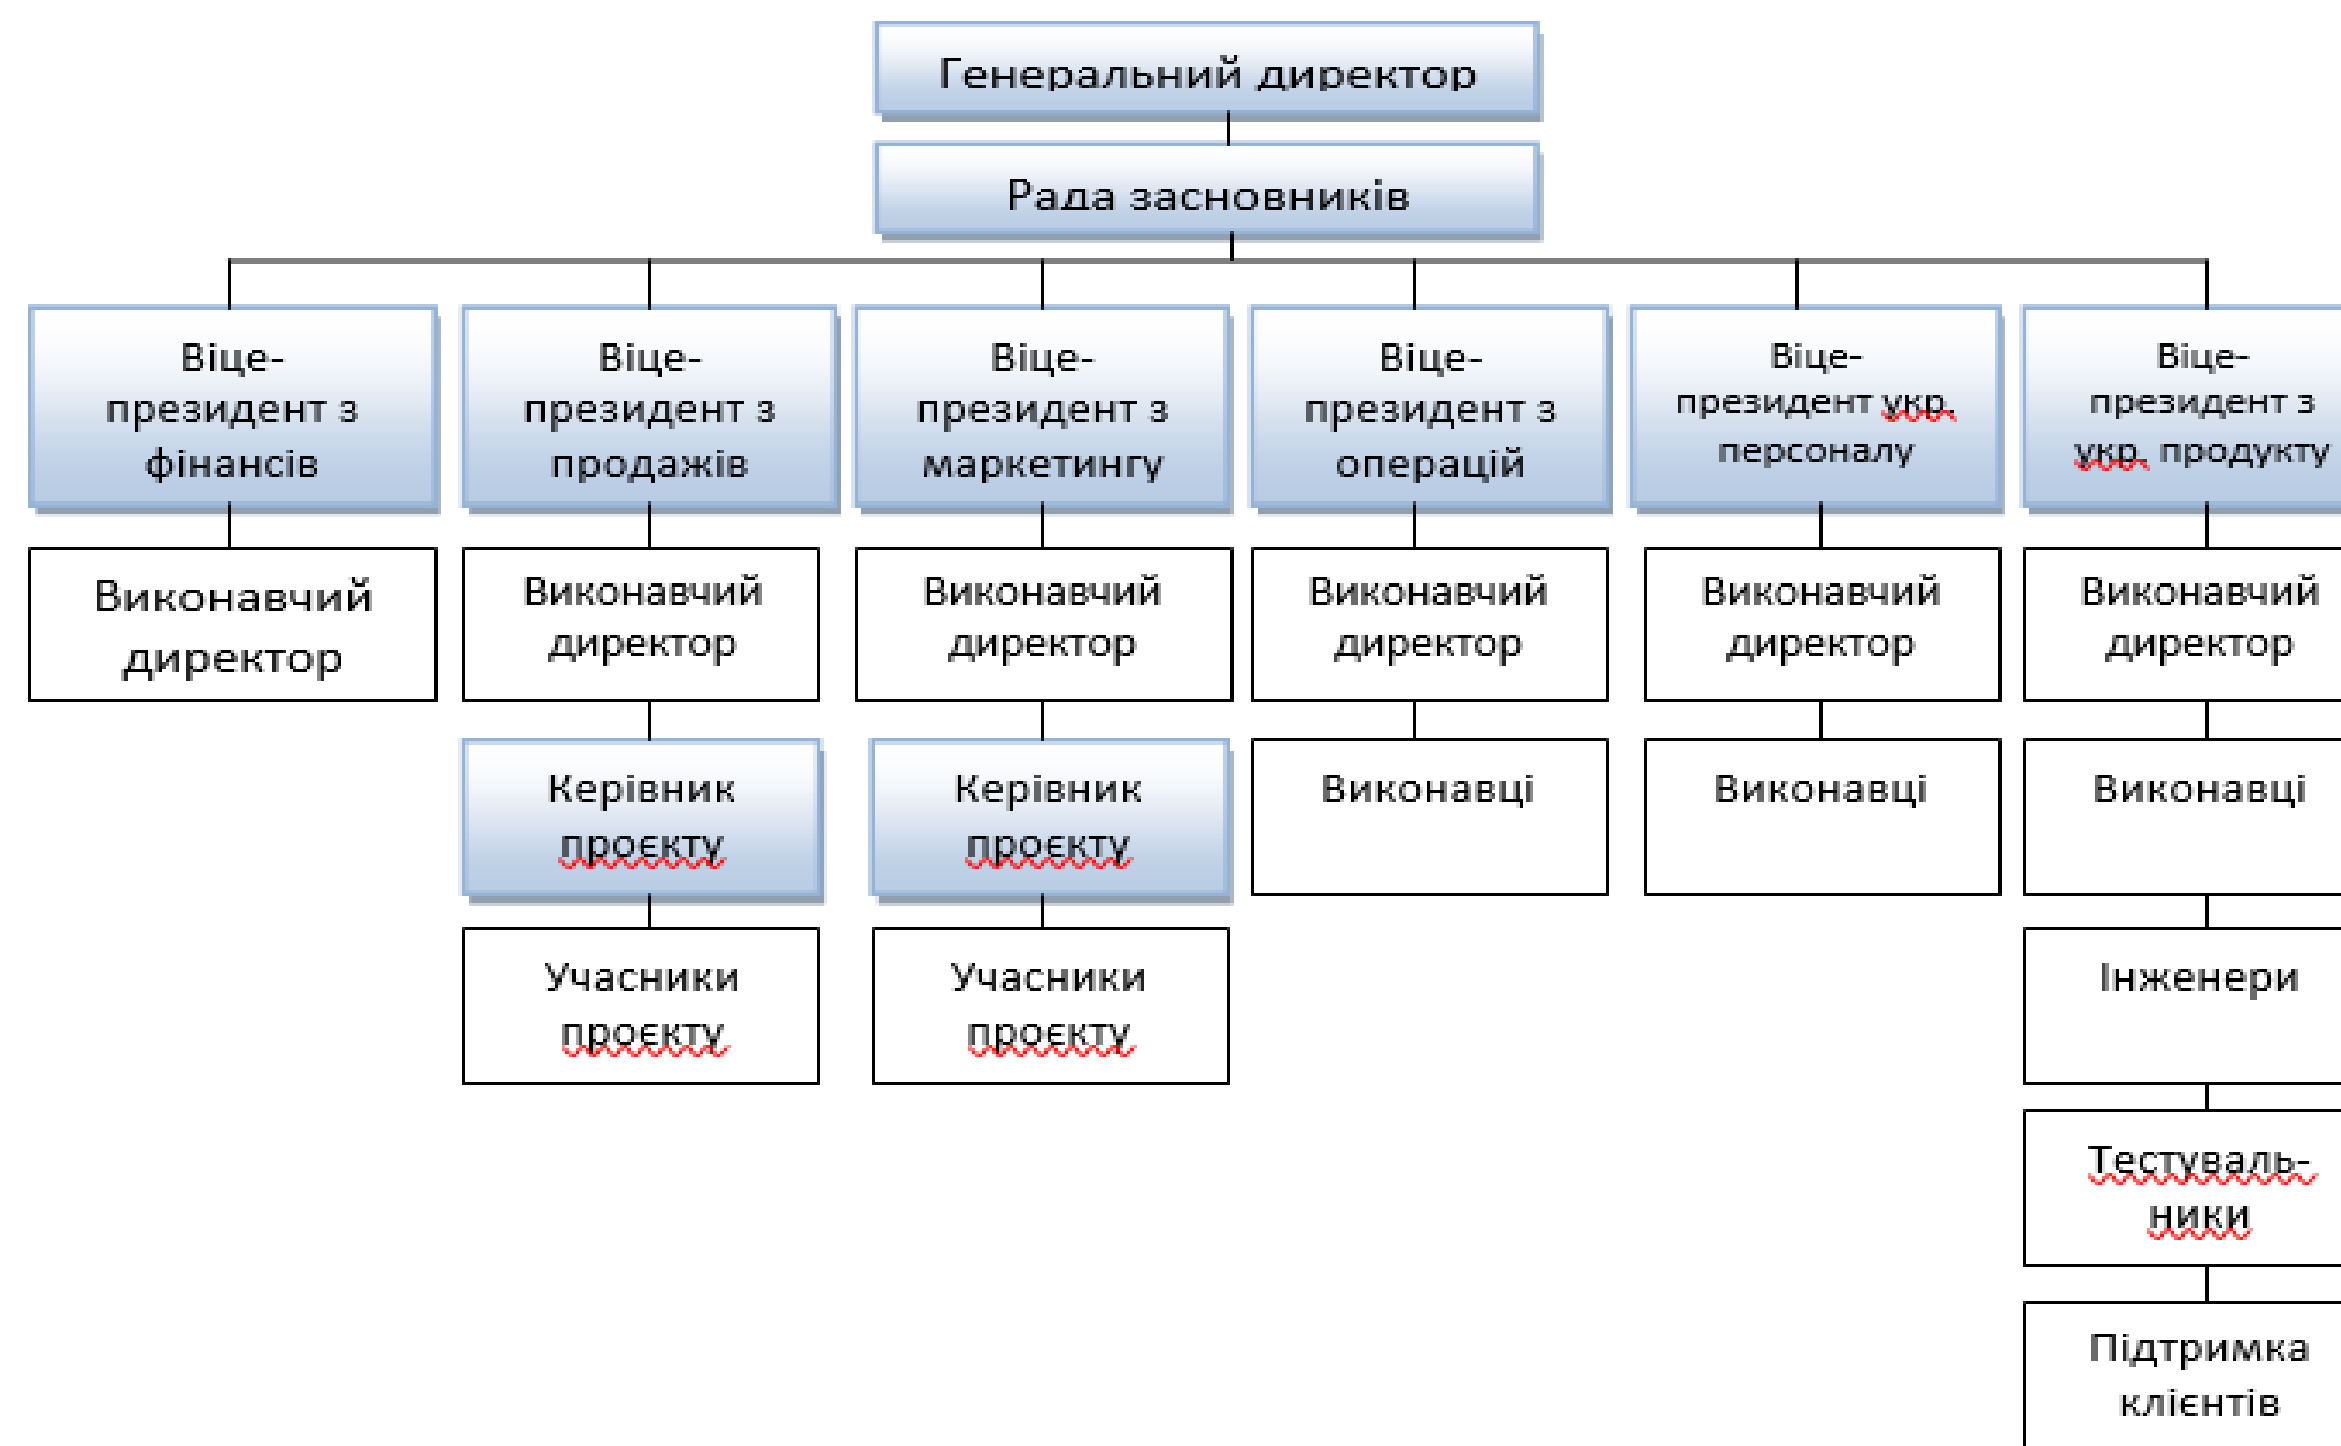 Генеральний директор
Рада засновників
Віце-
президент з
фінансів
Віце-
президент з
продажів
Віце-
президент з
маркетингу
Віце-
президент з
операцій
Віце-
президент укр.
персоналу
Віце-
президент з
укр. продукту
Виконавчий
директор
Виконавчий
директор
Виконавчий
директор
Виконавчий
директор
Виконавчий
директор
Виконавчий
директор
Керівник
проєкту
Керівник
проєкту
Виконавці
Виконавці
Виконавці
Учасники
проєкту
Учасники
проєкту
Інженери
Тестуваль-
ники
Підтримка
клієнтів